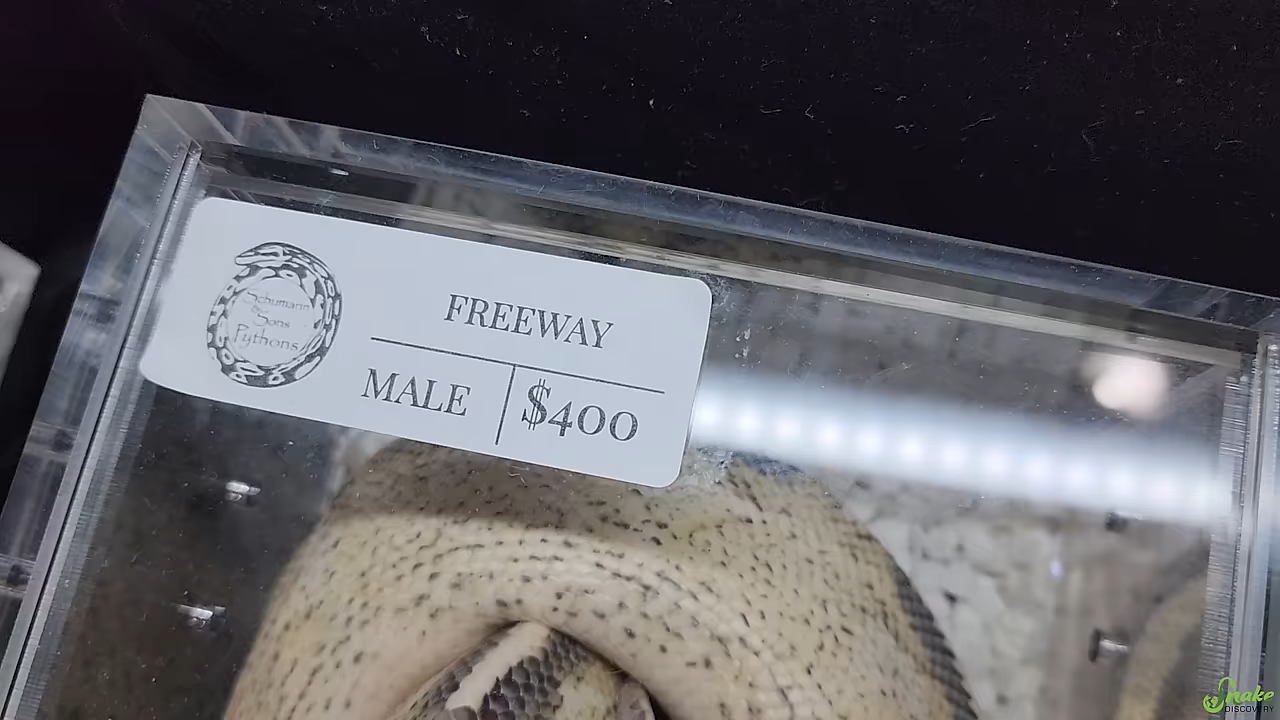 Schumann
&
Sons
Pythons
FREEWAY
MALE
$400
Snake
DISCOVERY